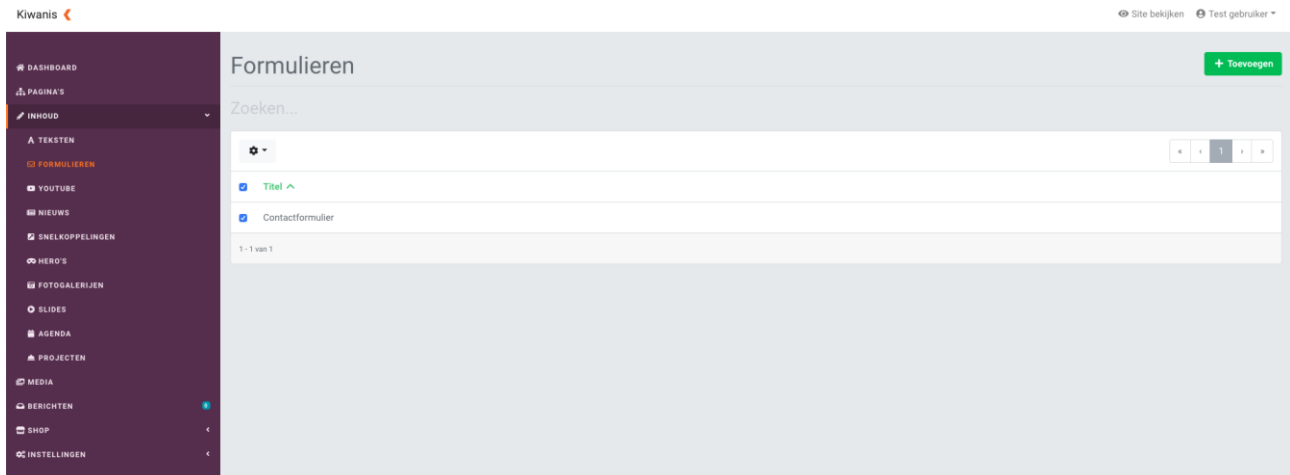 Kiwanis
Site bekijken
Test gebruiker
DASHBOARD
PAGINA'S
INHOUD
TEKSTEN
FORMULIEREN
YOUTUBE
NIEUWS
SNELKOPPELINGEN
HERO'S
FOTOGALERIJEN
SLIDES
AGENDA
PROJECTEN
MEDIA
BERICHTEN 0
SHOP
INSTELLINGEN
Formulieren
+ Toevoegen
Zoeken...
« ‹ 1 › »
Titel
Contactformulier
1 - 1 van 1